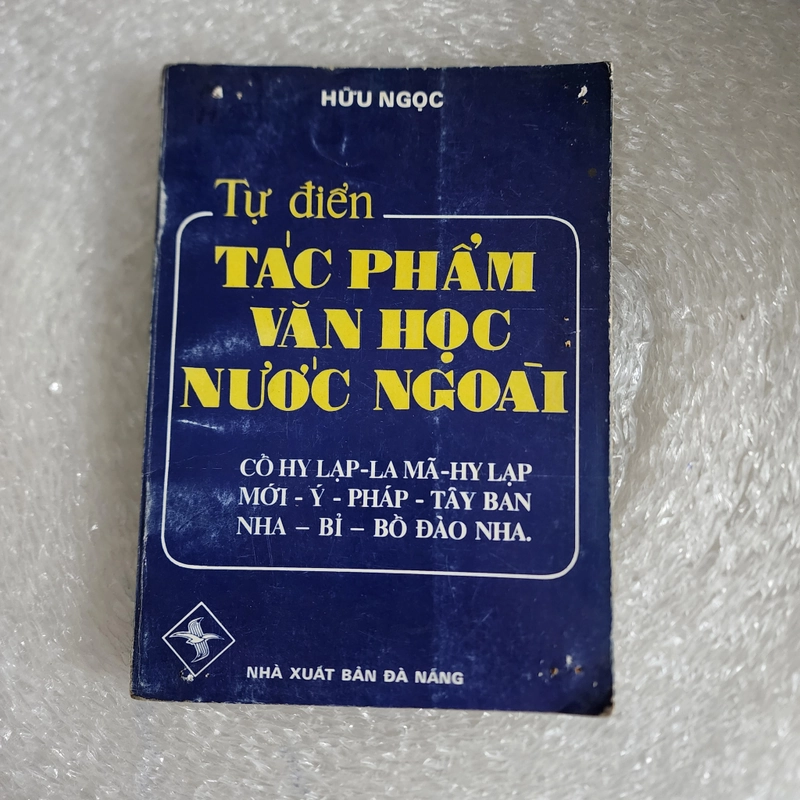 HỮU NGỌC
Tự điển
TÁC PHẨM
VĂN HỌC
NƯỚC NGOÀI
CỔ HY LẠP-LA MÃ-HY LẠP
MỚI - Ý - PHÁP - TÂY BAN
NHA – BỈ – BỒ ĐÀO NHA.
NHÀ XUẤT BẢN ĐÀ NẴNG